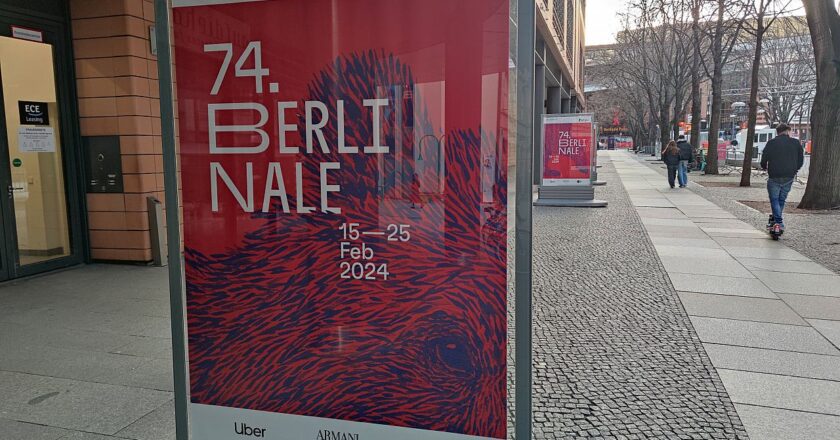 74.
BERLI
NALE
15—25
Feb
2024
Uber
ARMANI
ECE
Leasing
74.
BERLI
NALE